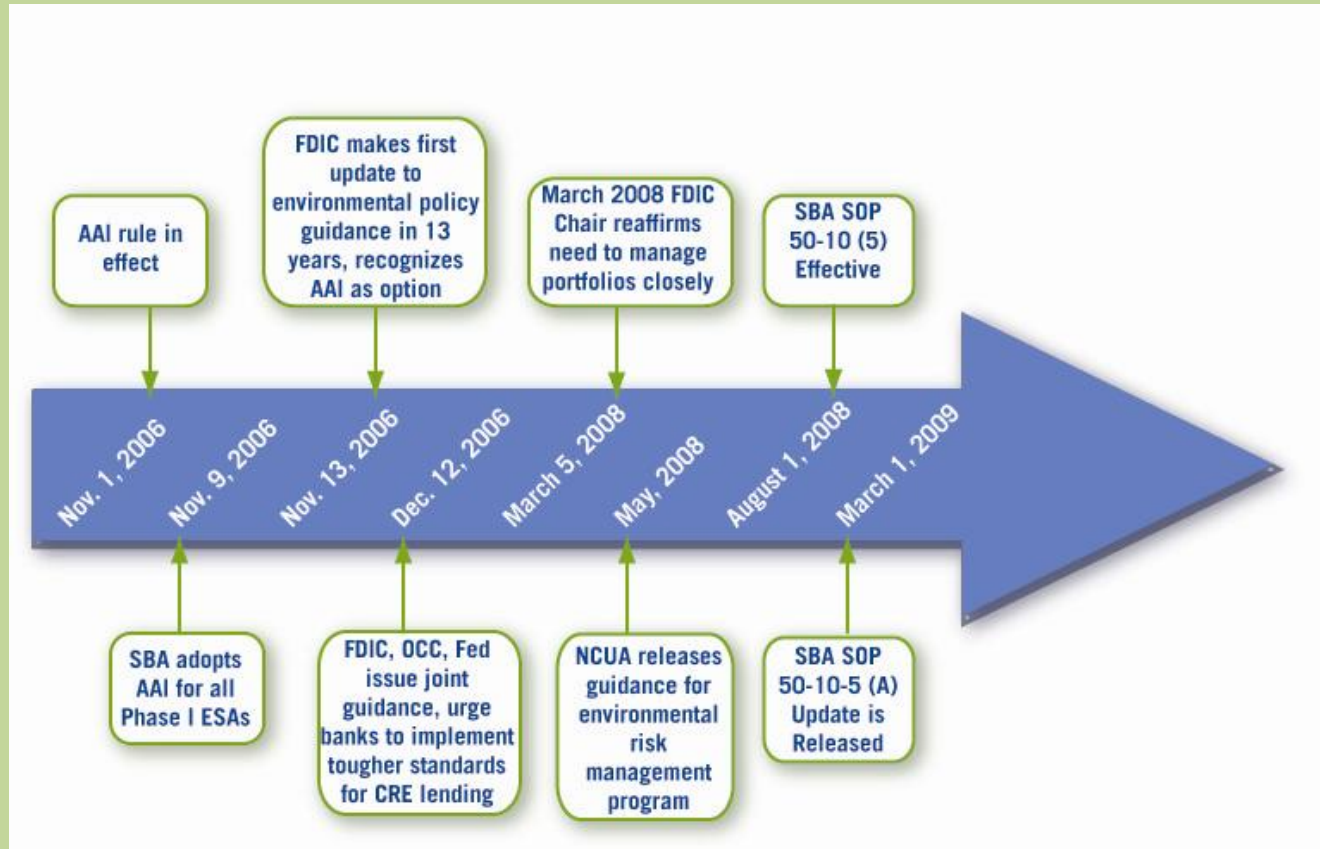 FDIC makes first
update to
environmental policy
guidance in 13
years, recognizes
AAI as option
AAI rule in
effect
March 2008 FDIC
Chair reaffirms
need to manage
portfolios closely
SBA SOP
50-10 (5)
Effective
Nov. 1, 2006
Nov. 9, 2006
Nov. 13, 2006
Dec. 12, 2006
March 5, 2008
May, 2008
August 1, 2008
March 1, 2009
SBA adopts
AAI for all
Phase I ESAs
FDIC, OCC, Fed
issue joint
guidance, urge
banks to implement
tougher standards
for CRE lending
NCUA releases
guidance for
environmental
risk
management
program
SBA SOP
50-10-5 (A)
Update is
Released